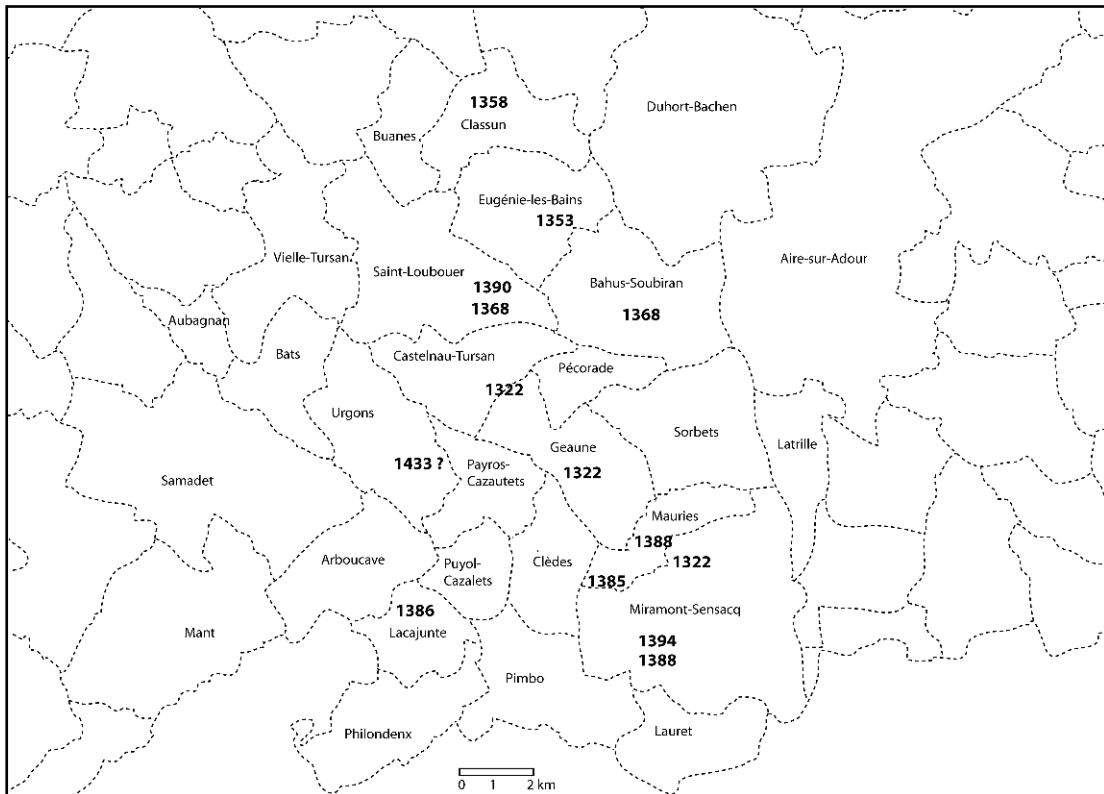 1358
Classun
Duhort-Bachen
Buanes
Eugénie-les-Bains
1353
Vielle-Tursan
Saint-Loubouer
1390
1368
Bahus-Soubiran
1368
Aire-sur-Adour
Aubagnan
Bats
Castelnau-Tursan
1322
Pécorade
Urgons
1433 ?
Geaune
1322
Sorbets
Latrille
Samadet
Payros-
Cazautets
Mauries
1388
1322
Arboucave
Puyol-
Cazalets
Clèdes
1385
1386
Lacajunte
Miramont-Sensacq
1394
1388
Mant
Pimbo
Philondenx
Lauret
0 1 2 km